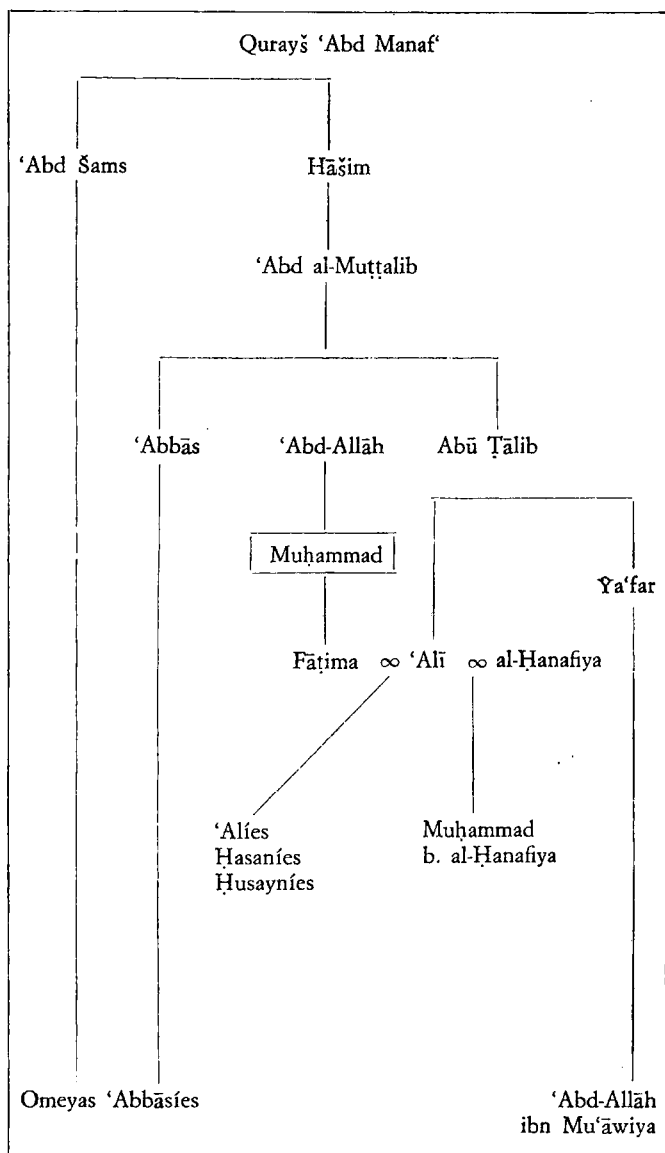 Qurayš ‘Abd Manaf‘
‘Abd Šams Hāšim
‘Abd al-Muṭṭalib
‘Abbās ‘Abd-Allāh Abū Ṭālib
Muḥammad
Ŷa‘far
Fāṭima ∞ ‘Alī ∞ al-Ḥanafiya
‘Alíes
Ḥasaníes
Ḥusayníes
Muḥammad
b. al-Ḥanafiya
Omeyas ‘Abbāsíes
‘Abd-Allāh
ibn Mu‘āwiya